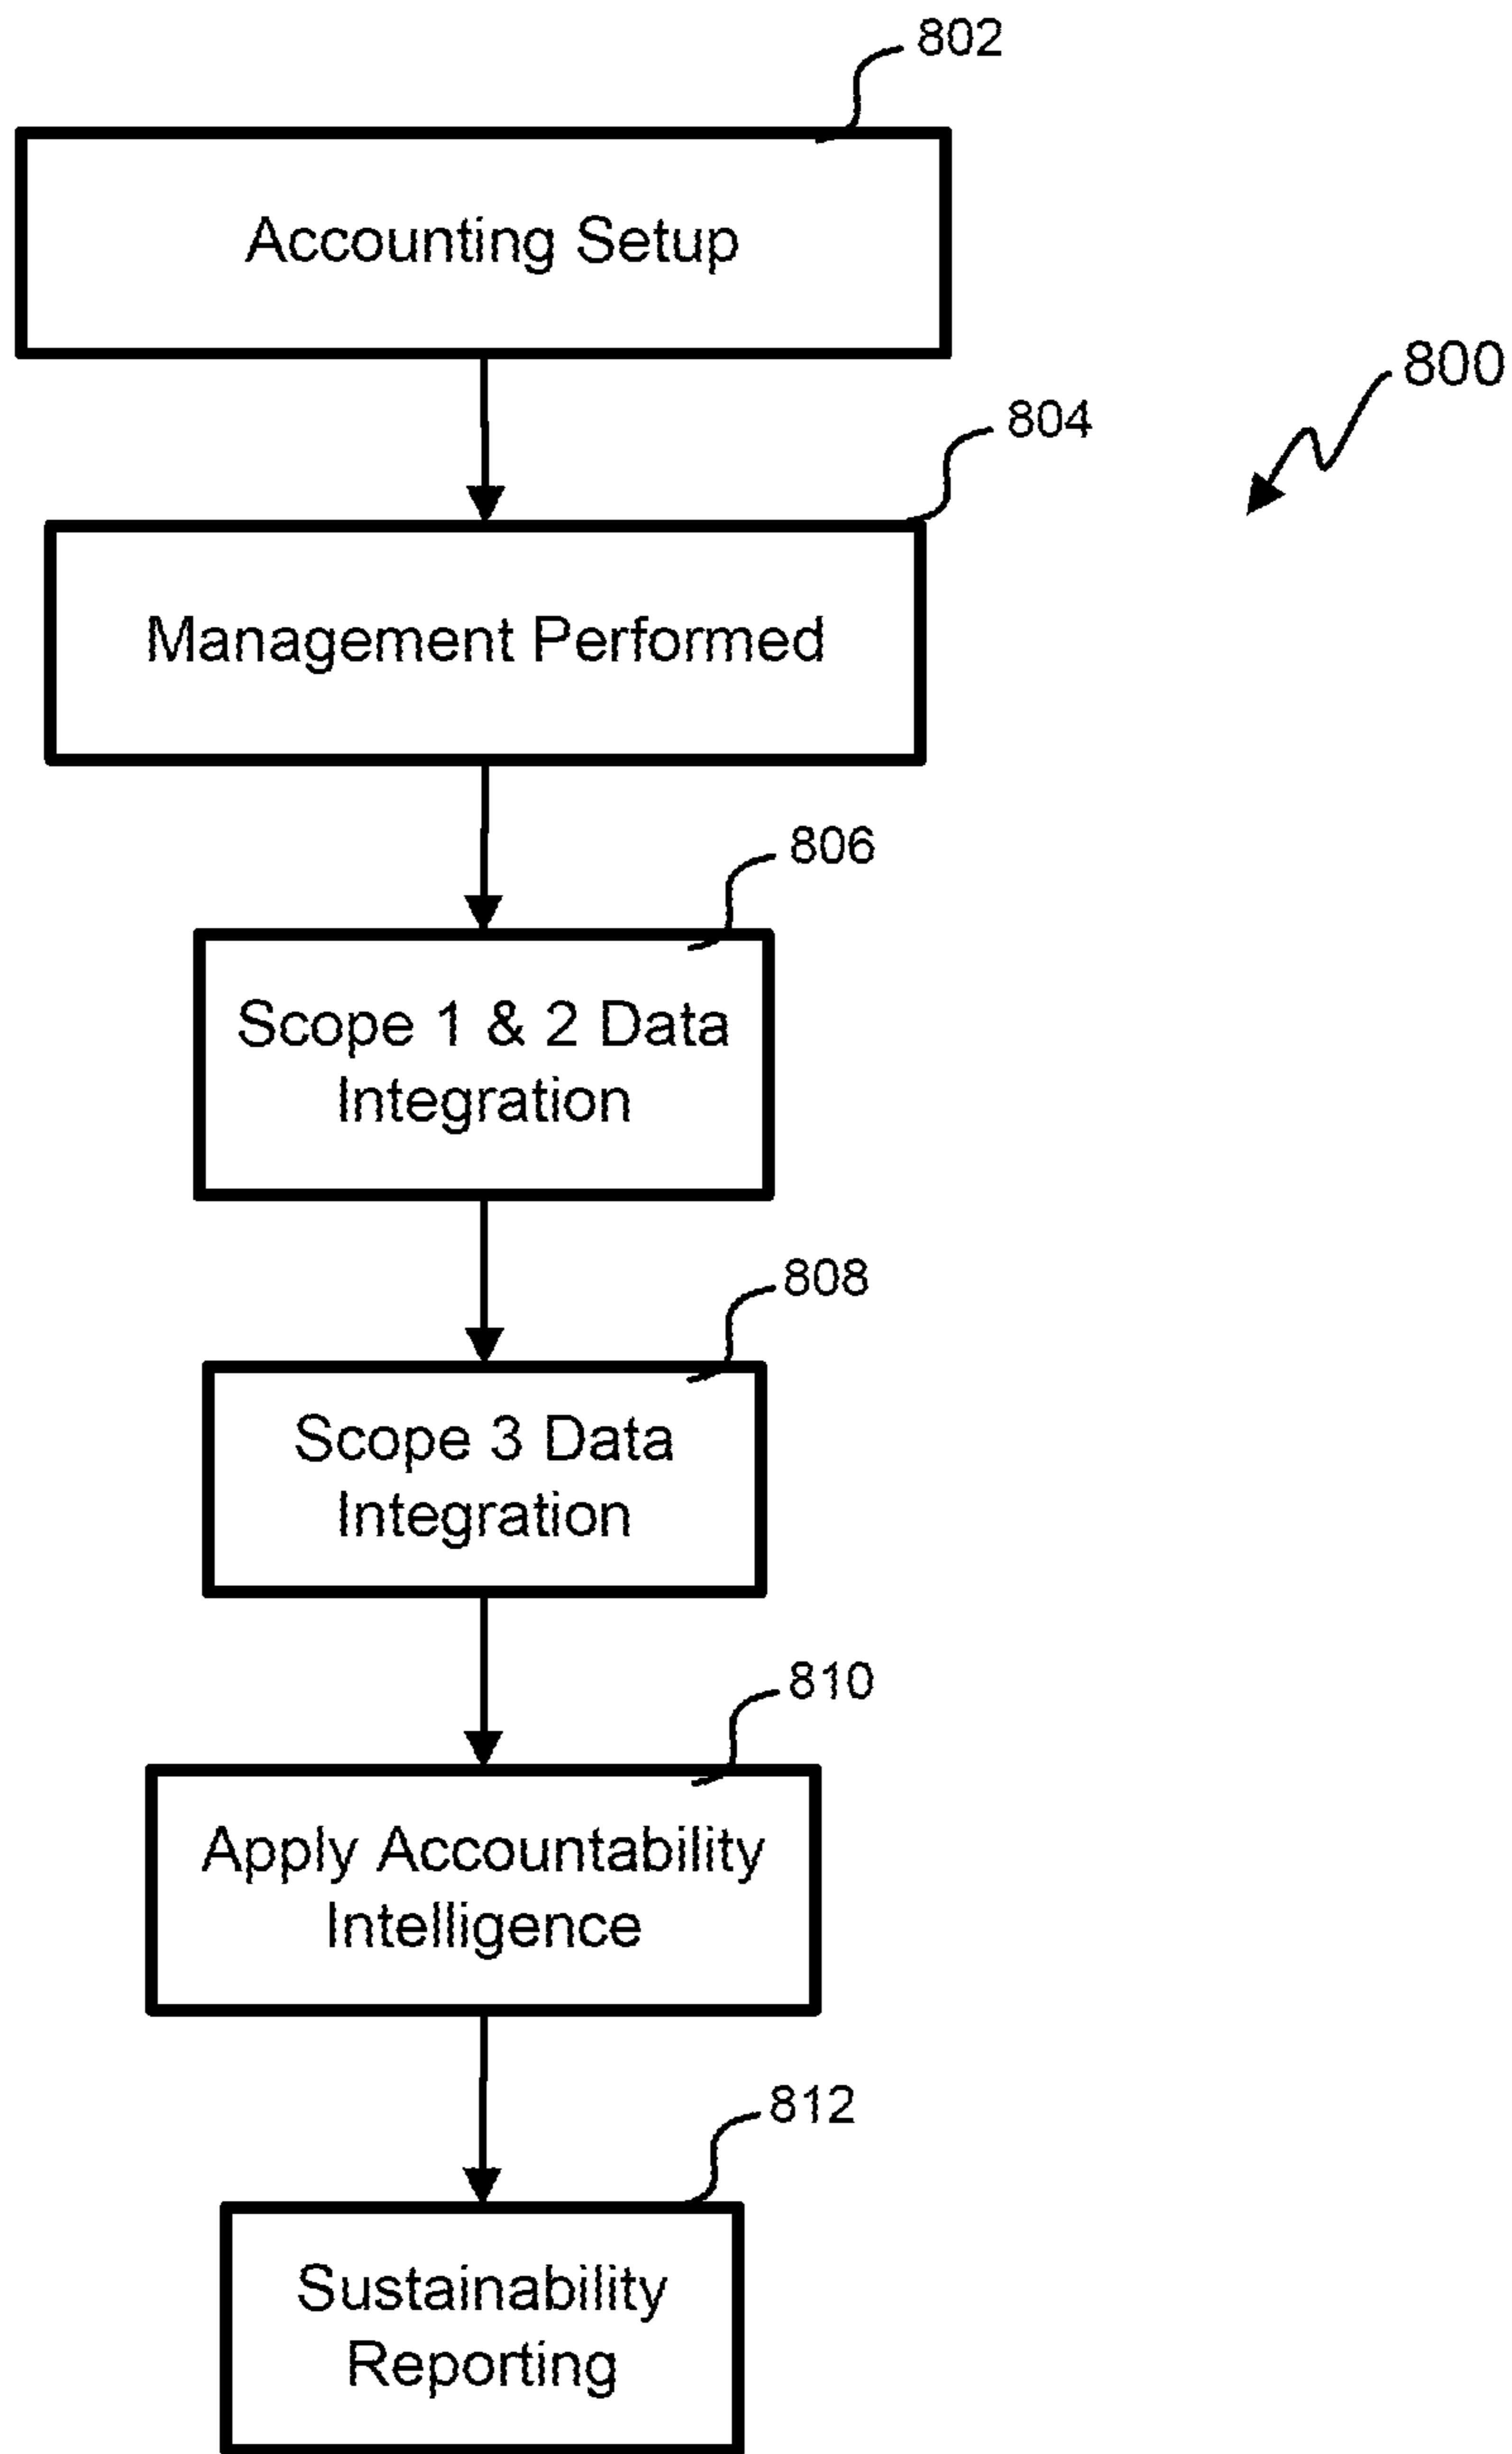 802
Accounting Setup
800
804
Management Performed
806
Scope 1 & 2 Data
Integration
808
Scope 3 Data
Integration
810
Apply Accountability
Intelligence
812
Sustainability
Reporting